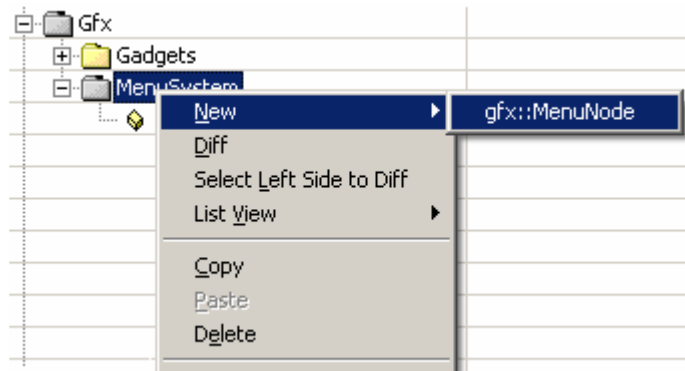 Gfx
Gadgets
MenuSystem
New gfx::MenuNode
Diff
Select Left Side to Diff
List View
Copy
Paste
Delete